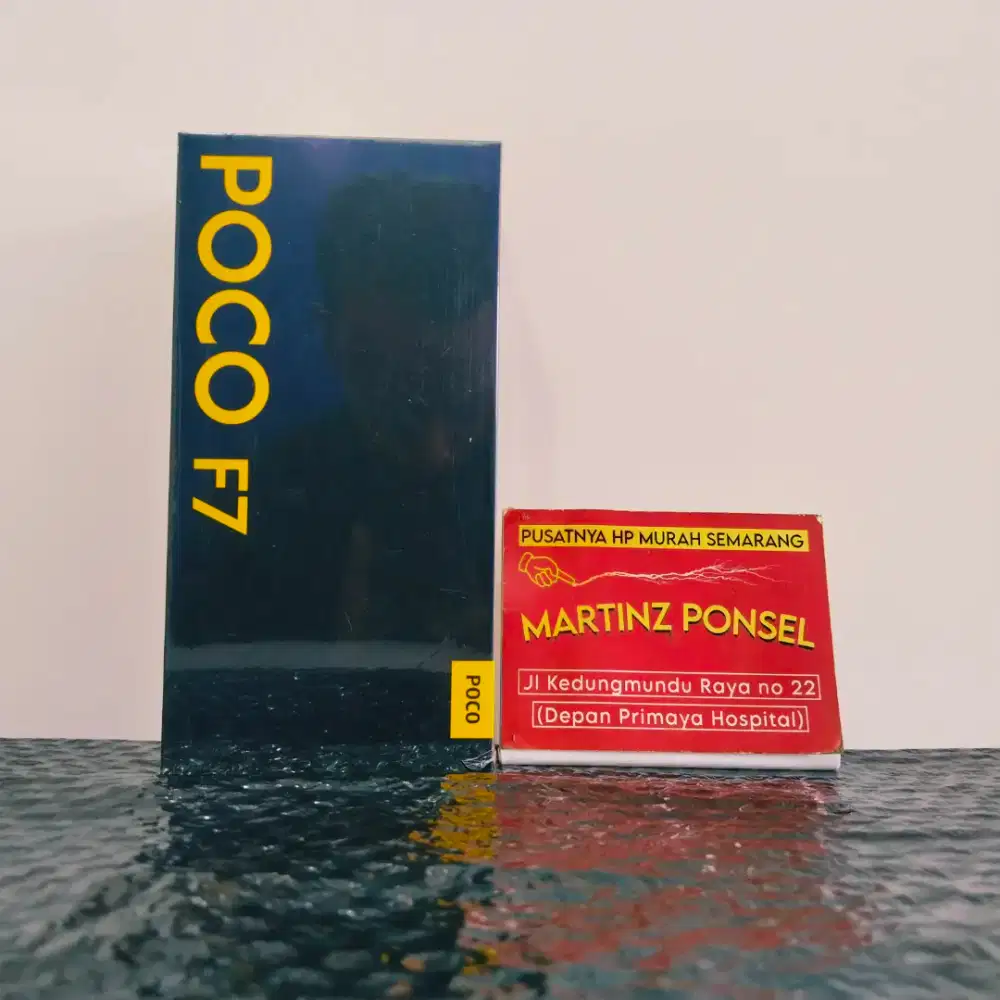 POCO F7
POCO
PUSATNYA HP MURAH SEMARANG
MARTINZ PONSEL
Jl Kedungmundu Raya no 22
(Depan Primaya Hospital)